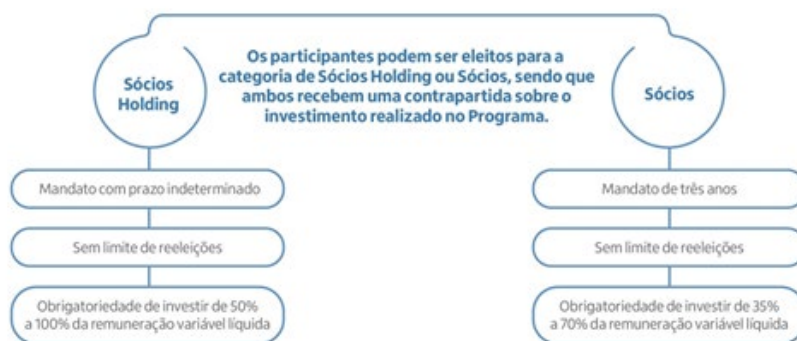 Sócios
Holding
Os participantes podem ser eleitos para a
categoria de Sócios Holding ou Sócios, sendo que
ambos recebem uma contrapartida sobre o
investimento realizado no Programa.
Sócios
Mandato com prazo indeterminado
Sem limite de reeleições
Obrigatoriedade de investir de 50%
a 100% da remuneração variável líquida
Mandato de três anos
Sem limite de reeleições
Obrigatoriedade de investir de 35%
a 70% da remuneração variável líquida